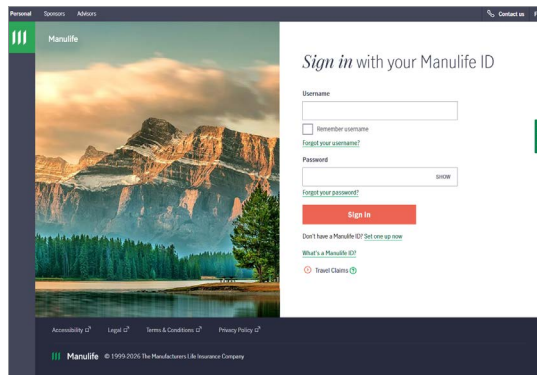 Personal Sponsors Advisors Contact us
Manulife
Sign in with your Manulife ID
Username
Remember username
Forgot your username?
Password
SHOW
Forgot your password?
Sign In
Don't have a Manulife ID? Set one up now
What's a Manulife ID?
Travel Claims
Accessibility Legal Terms & Conditions Privacy Policy
Manulife © 1999-2026 The Manufacturers Life Insurance Company